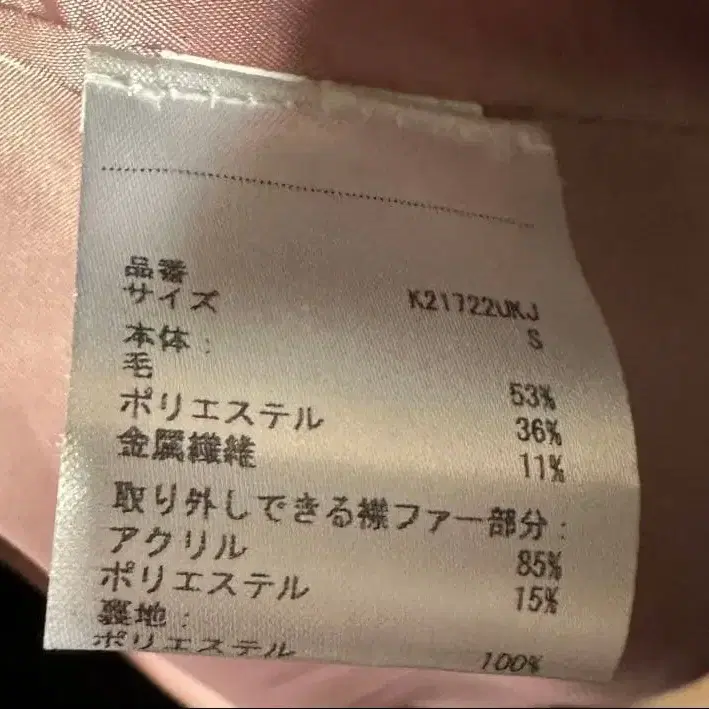 品番 K21722UKJ
サイズ S
本体:
毛 53%
ポリエステル 36%
金属繊維 11%
取り外しできる襟ファー部分:
アクリル 85%
ポリエステル 15%
裏地:
ポリエステル 100%